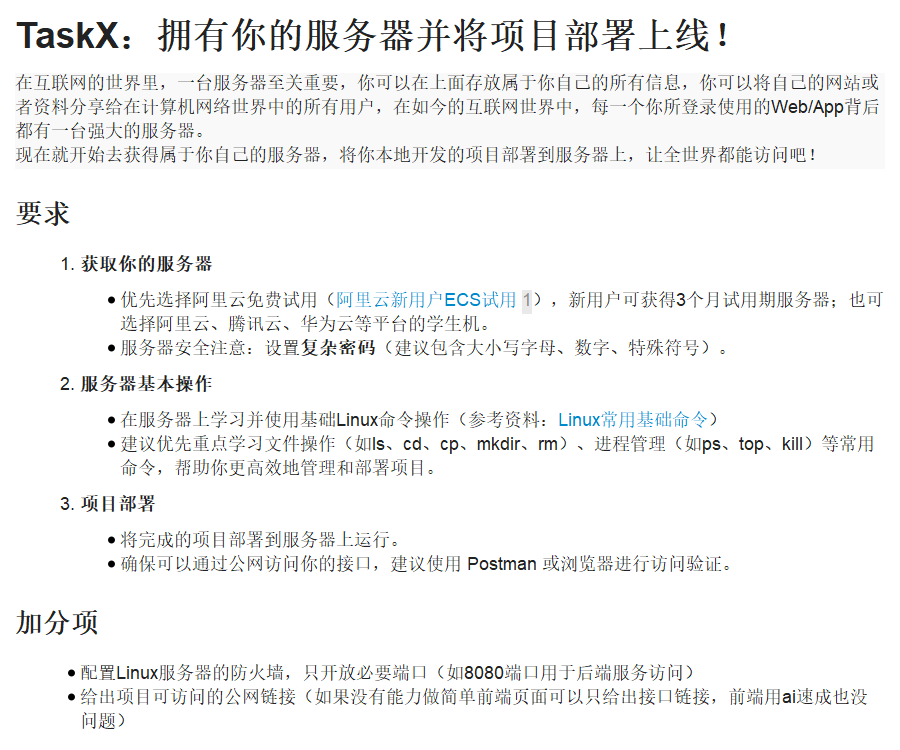 TaskX：拥有你的服务器并将项目部署上线！
在互联网的世界里，一台服务器至关重要，你可以在上面存放属于你自己的所有信息，你可以将自己的网站或
者资料分享给在计算机网络世界中的所有用户，在如今的互联网世界中，每一个你所登录使用的Web/App背后
都有一台强大的服务器。
现在就开始去获得属于你自己的服务器，将你本地开发的项目部署到服务器上，让全世界都能访问吧！
要求
1. 获取你的服务器
● 优先选择阿里云免费试用（阿里云新用户ECS试用 1），新用户可获得3个月试用期服务器；也可
选择阿里云、腾讯云、华为云等平台的学生机。
● 服务器安全注意：设置复杂密码（建议包含大小写字母、数字、特殊符号）。
2. 服务器基本操作
● 在服务器上学习并使用基础Linux命令操作（参考资料：Linux常用基础命令）
● 建议优先重点学习文件操作（如ls、cd、cp、mkdir、rm）、进程管理（如ps、top、kill）等常用
命令，帮助你更高效地管理和部署项目。
3. 项目部署
● 将完成的项目部署到服务器上运行。
● 确保可以通过公网访问你的接口，建议使用 Postman 或浏览器进行访问验证。
加分项
● 配置Linux服务器的防火墙，只开放必要端口（如8080端口用于后端服务访问）
● 给出项目可访问的公网链接（如果没有能力做简单前端页面可以只给出接口链接，前端用ai速成也没
问题）